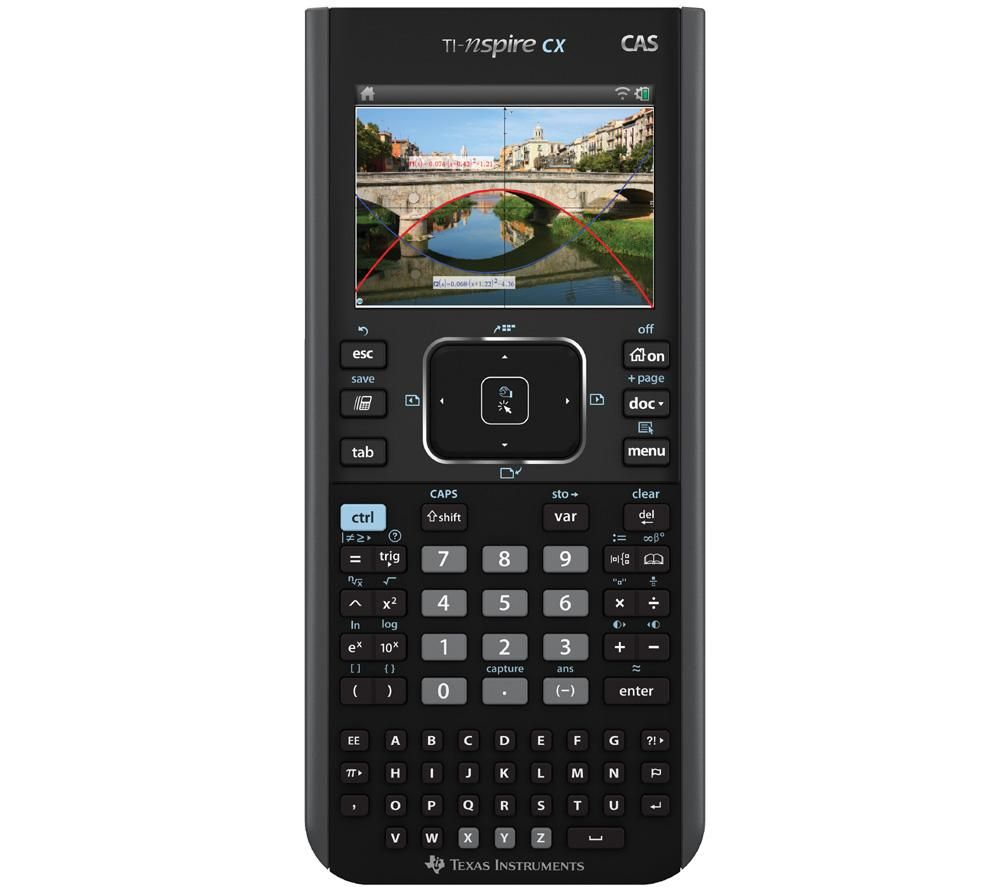 TI-nspire CX CAS
f1(x)=-0.074·(x-0.42)²+1.21
f2(x)=0.068·(x+1.22)²-4.36
off
esc on
save + page
doc▾
tab menu
CAPS sto→ clear
ctrl ⇧shift var del
|≠≥▸ ? := ∞β°
= trig 7 8 9
ⁿ√x √ "▫"
^ x² 4 5 6 × ÷
ln log
eˣ 10ˣ 1 2 3 + −
[ ] { } capture ans ≈
( ) 0 . (−) enter
EE A B C D E F G ?!▸
π▸ H I J K L M N
, O P Q R S T U ↵
V W X Y Z
TEXAS INSTRUMENTS